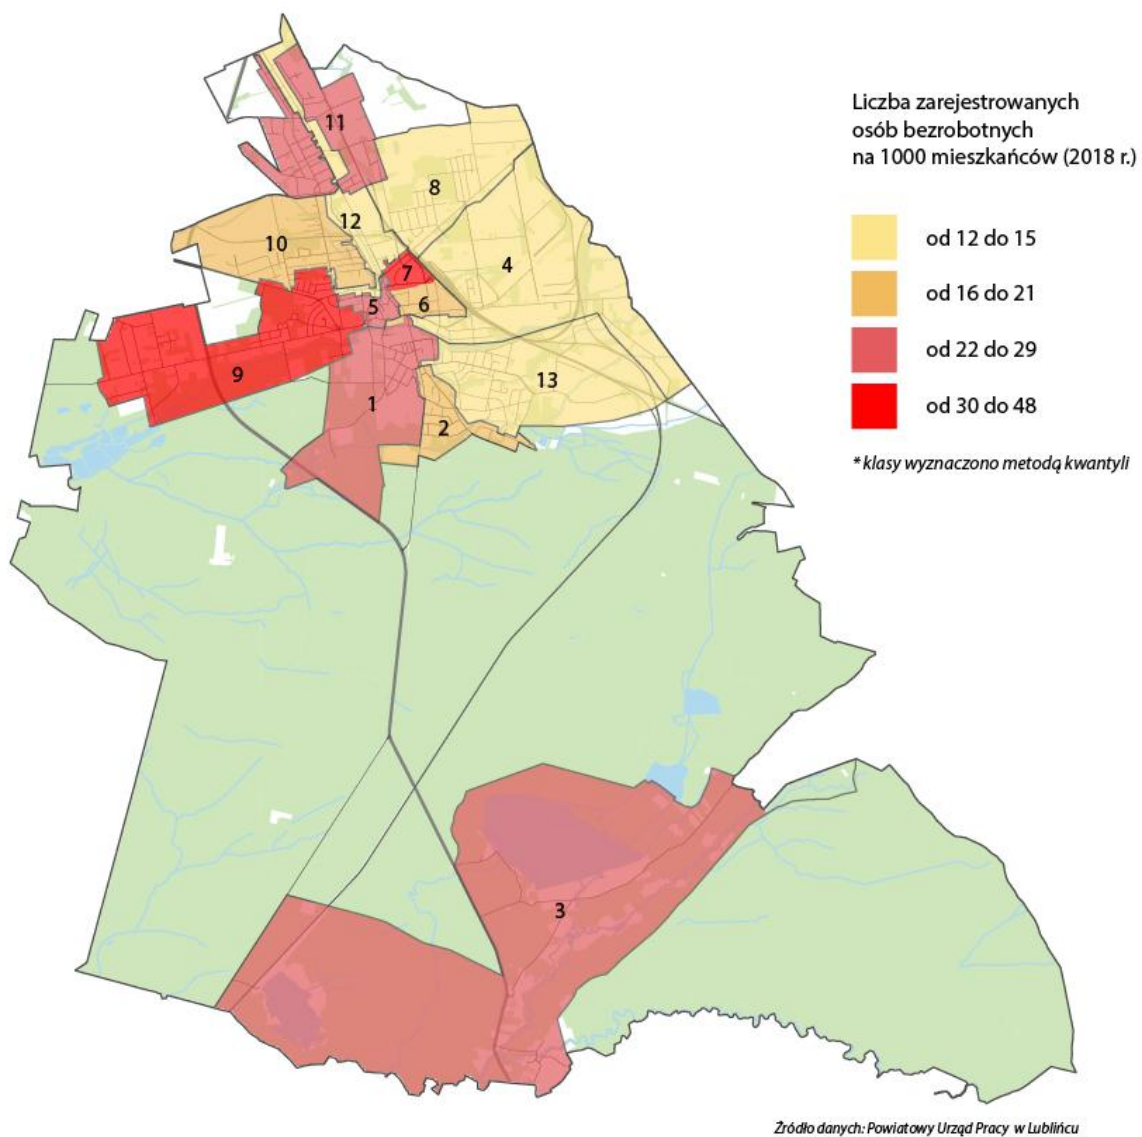 Liczba zarejestrowanych
osób bezrobotnych
na 1000 mieszkańców (2018 r.)
od 12 do 15
od 16 do 21
od 22 do 29
od 30 do 48
* klasy wyznaczono metodą kwantyli
11
8
12
10
4
7
5
6
9
13
1
2
3
Źródło danych: Powiatowy Urząd Pracy w Lublińcu